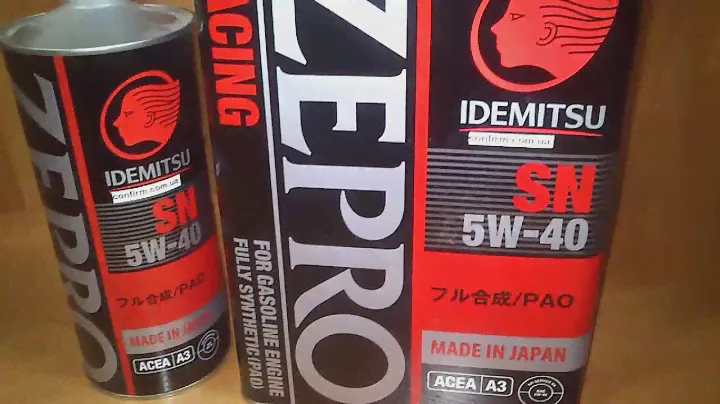 ZEPRO
IDEMITSU
confirm.com.ua
SN
5W-40
フル合成/PAO
MADE IN JAPAN
ACEA A3
RACING
FOR GASOLINE ENGINE
FULLY SYNTHETIC (PAO)
ZEPRO
IDEMITSU
confirm.com.ua
SN
5W-40
フル合成/PAO
MADE IN JAPAN
ACEA A3